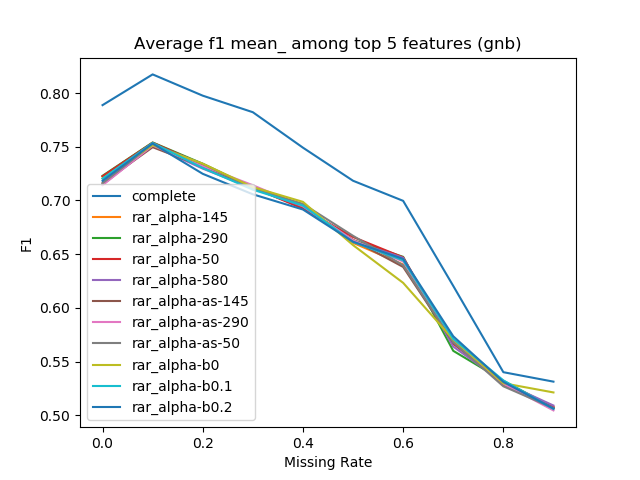 Average f1 mean_ among top 5 features (gnb)
F1
0.80
0.75
0.70
0.65
0.60
0.55
0.50
complete
rar_alpha-145
rar_alpha-290
rar_alpha-50
rar_alpha-580
rar_alpha-as-145
rar_alpha-as-290
rar_alpha-as-50
rar_alpha-b0
rar_alpha-b0.1
rar_alpha-b0.2
0.0 0.2 0.4 0.6 0.8
Missing Rate